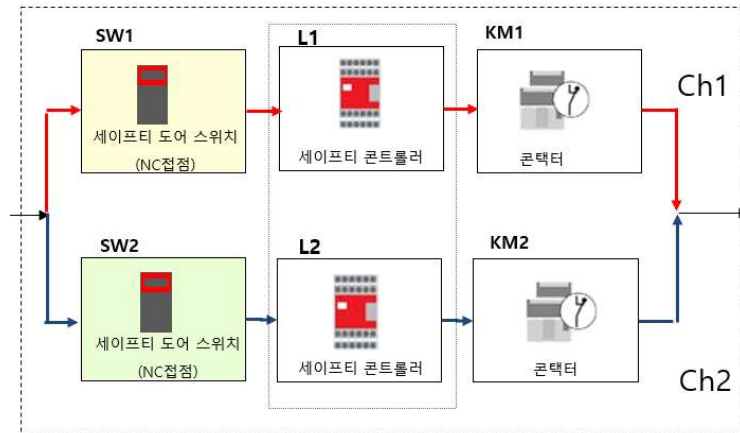 SW1
세이프티 도어 스위치
(NC접점)
L1
세이프티 콘트롤러
KM1
콘택터
Ch1
SW2
세이프티 도어 스위치
(NC접점)
L2
세이프티 콘트롤러
KM2
콘택터
Ch2